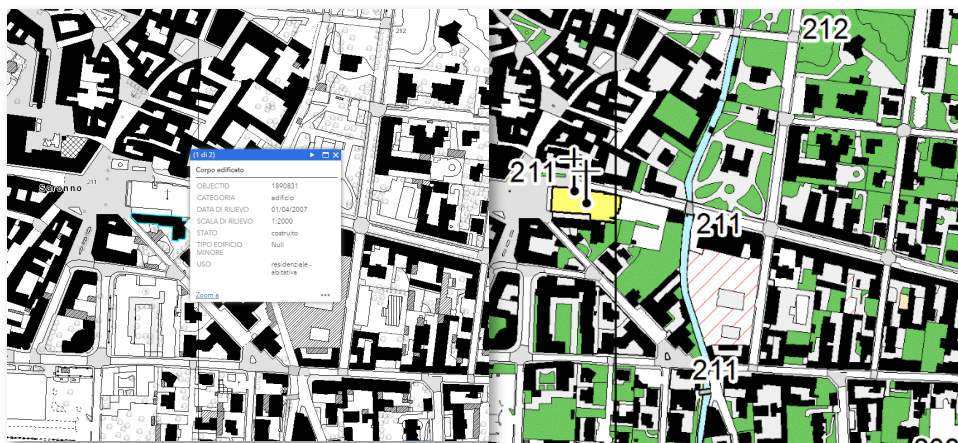 212
211
Saronno
(1 di 2)
Corpo edificato
OBJECTID 1890831
CATEGORIA edificio
DATA DI RILIEVO 01/04/2007
SCALA DI RILIEVO 1:2000
STATO costruito
TIPO EDIFICIO Null
MINORE
USO residenziale -
abitativa
Zoom a
•••
212
211
211
211